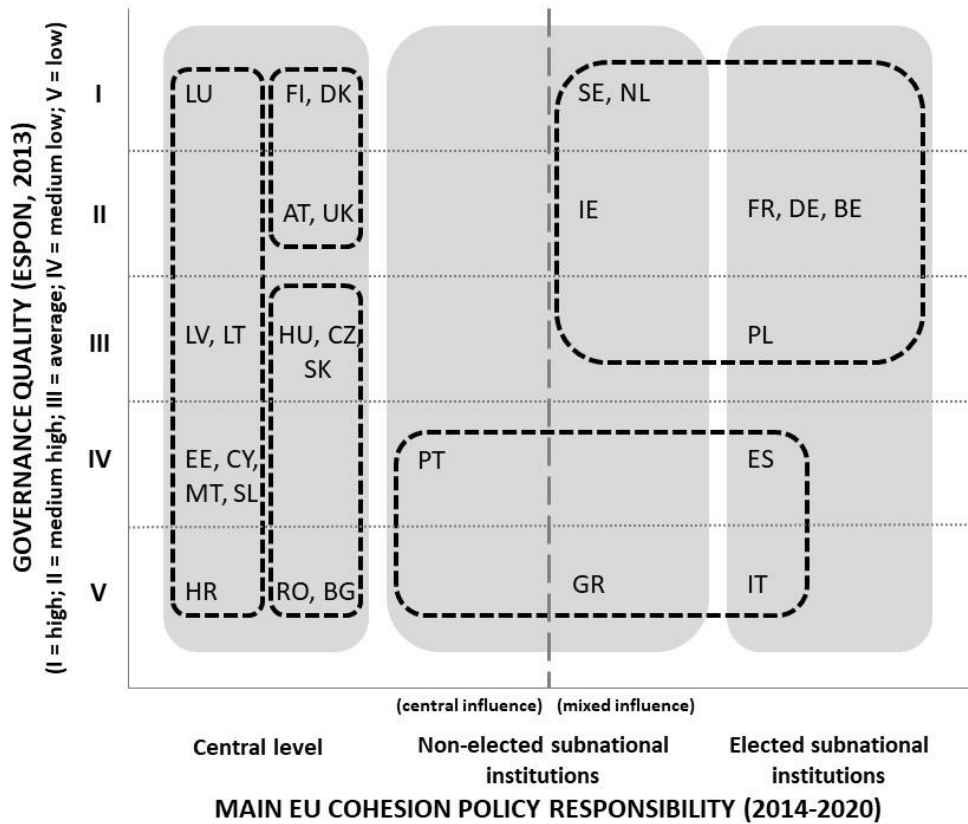 GOVERNANCE QUALITY (ESPON, 2013)
(I = high; II = medium high; III = average; IV = medium low; V = low)
I
LU
FI, DK
SE, NL
II
AT, UK
IE
FR, DE, BE
III
LV, LT
HU, CZ,
SK
PL
IV
EE, CY,
MT, SL
PT
ES
V
HR
RO, BG
GR
IT
(central influence)
(mixed influence)
Central level
Non-elected subnational
institutions
Elected subnational
institutions
MAIN EU COHESION POLICY RESPONSIBILITY (2014-2020)